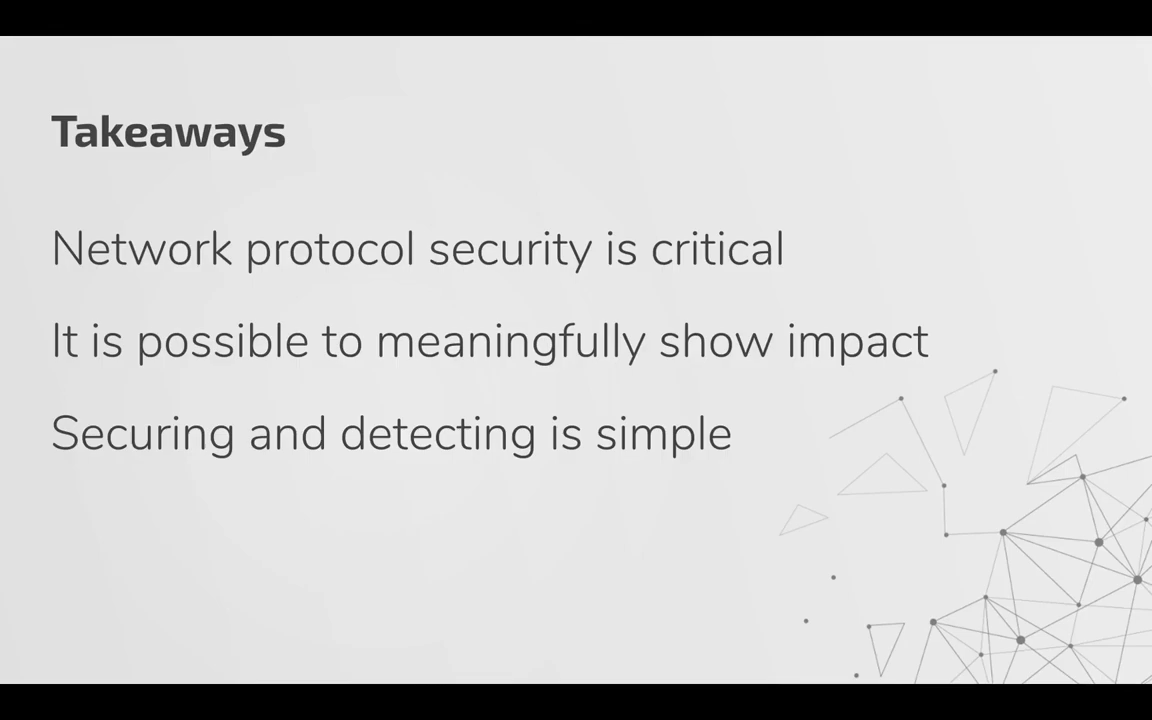 Takeaways
Network protocol security is critical
It is possible to meaningfully show impact
Securing and detecting is simple